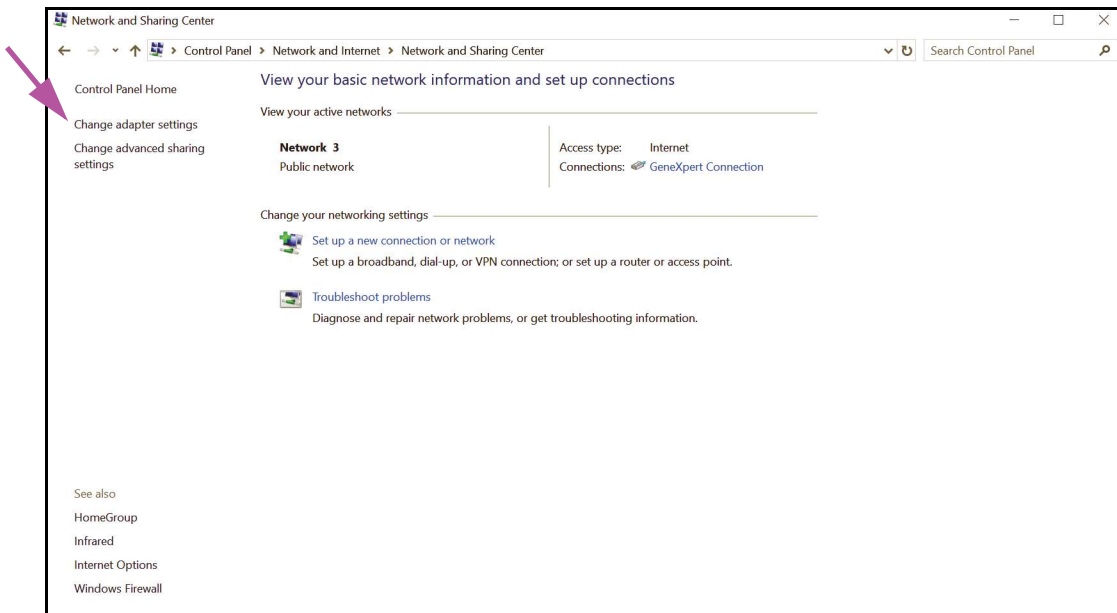 Network and Sharing Center
Control Panel > Network and Internet > Network and Sharing Center
Search Control Panel
Control Panel Home
Change adapter settings
Change advanced sharing
settings
View your basic network information and set up connections
View your active networks
Network 3
Public network
Access type: Internet
Connections: GeneXpert Connection
Change your networking settings
Set up a new connection or network
Set up a broadband, dial-up, or VPN connection; or set up a router or access point.
Troubleshoot problems
Diagnose and repair network problems, or get troubleshooting information.
See also
HomeGroup
Infrared
Internet Options
Windows Firewall